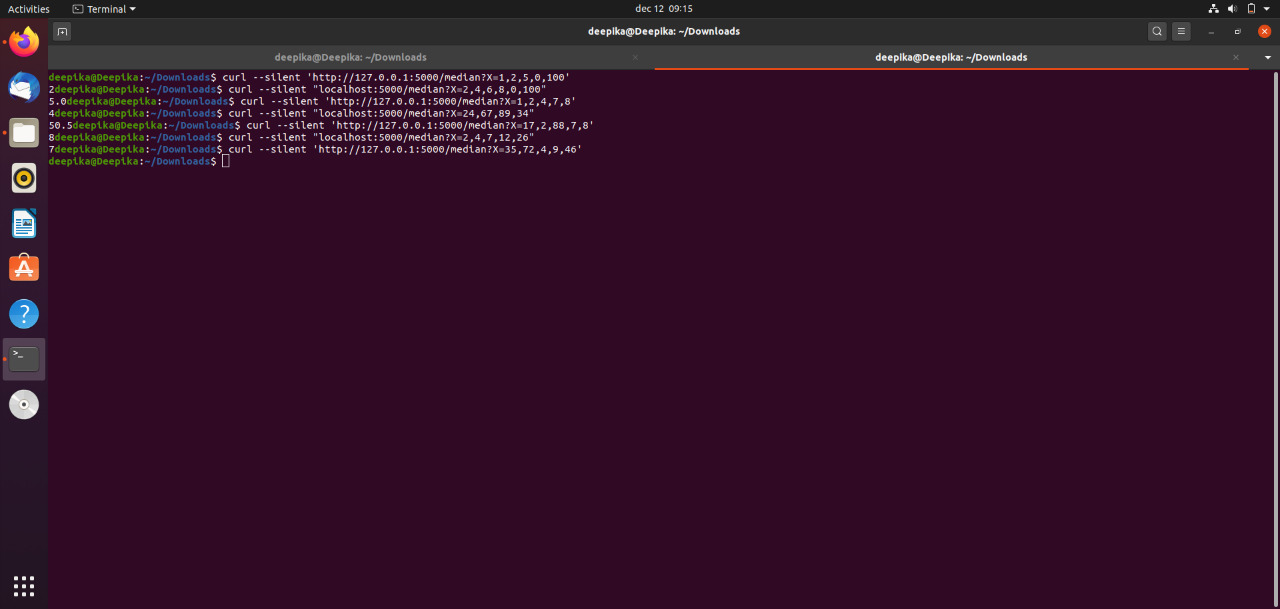 Activities Terminal dec 12 09:15
deepika@Deepika: ~/Downloads
deepika@Deepika: ~/Downloads deepika@Deepika: ~/Downloads
deepika@Deepika:~/Downloads$ curl --silent 'http://127.0.0.1:5000/median?X=1,2,5,0,100'
2deepika@Deepika:~/Downloads$ curl --silent "localhost:5000/median?X=2,4,6,8,0,100"
5.0deepika@Deepika:~/Downloads$ curl --silent 'http://127.0.0.1:5000/median?X=1,2,4,7,8'
4deepika@Deepika:~/Downloads$ curl --silent "localhost:5000/median?X=24,67,89,34"
50.5deepika@Deepika:~/Downloads$ curl --silent 'http://127.0.0.1:5000/median?X=17,2,88,7,8'
8deepika@Deepika:~/Downloads$ curl --silent "localhost:5000/median?X=2,4,7,12,26"
7deepika@Deepika:~/Downloads$ curl --silent 'http://127.0.0.1:5000/median?X=35,72,4,9,46'
deepika@Deepika:~/Downloads$